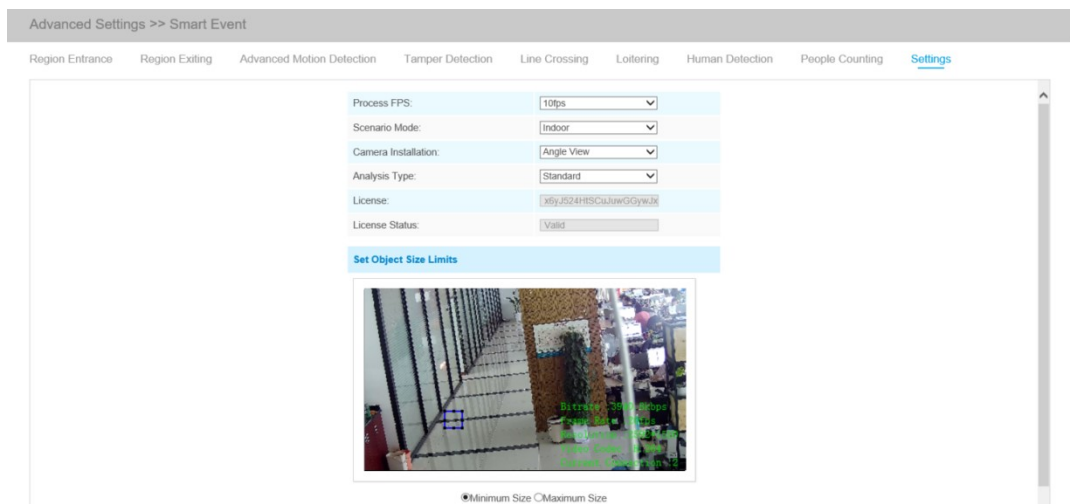 Advanced Settings >> Smart Event
Region Entrance Region Exiting Advanced Motion Detection Tamper Detection Line Crossing Loitering Human Detection People Counting Settings
Process FPS: 10fps
Scenario Mode: Indoor
Camera Installation: Angle View
Analysis Type: Standard
License:
License Status: Valid
Set Object Size Limits
Bitrate
Minimum Size Maximum Size